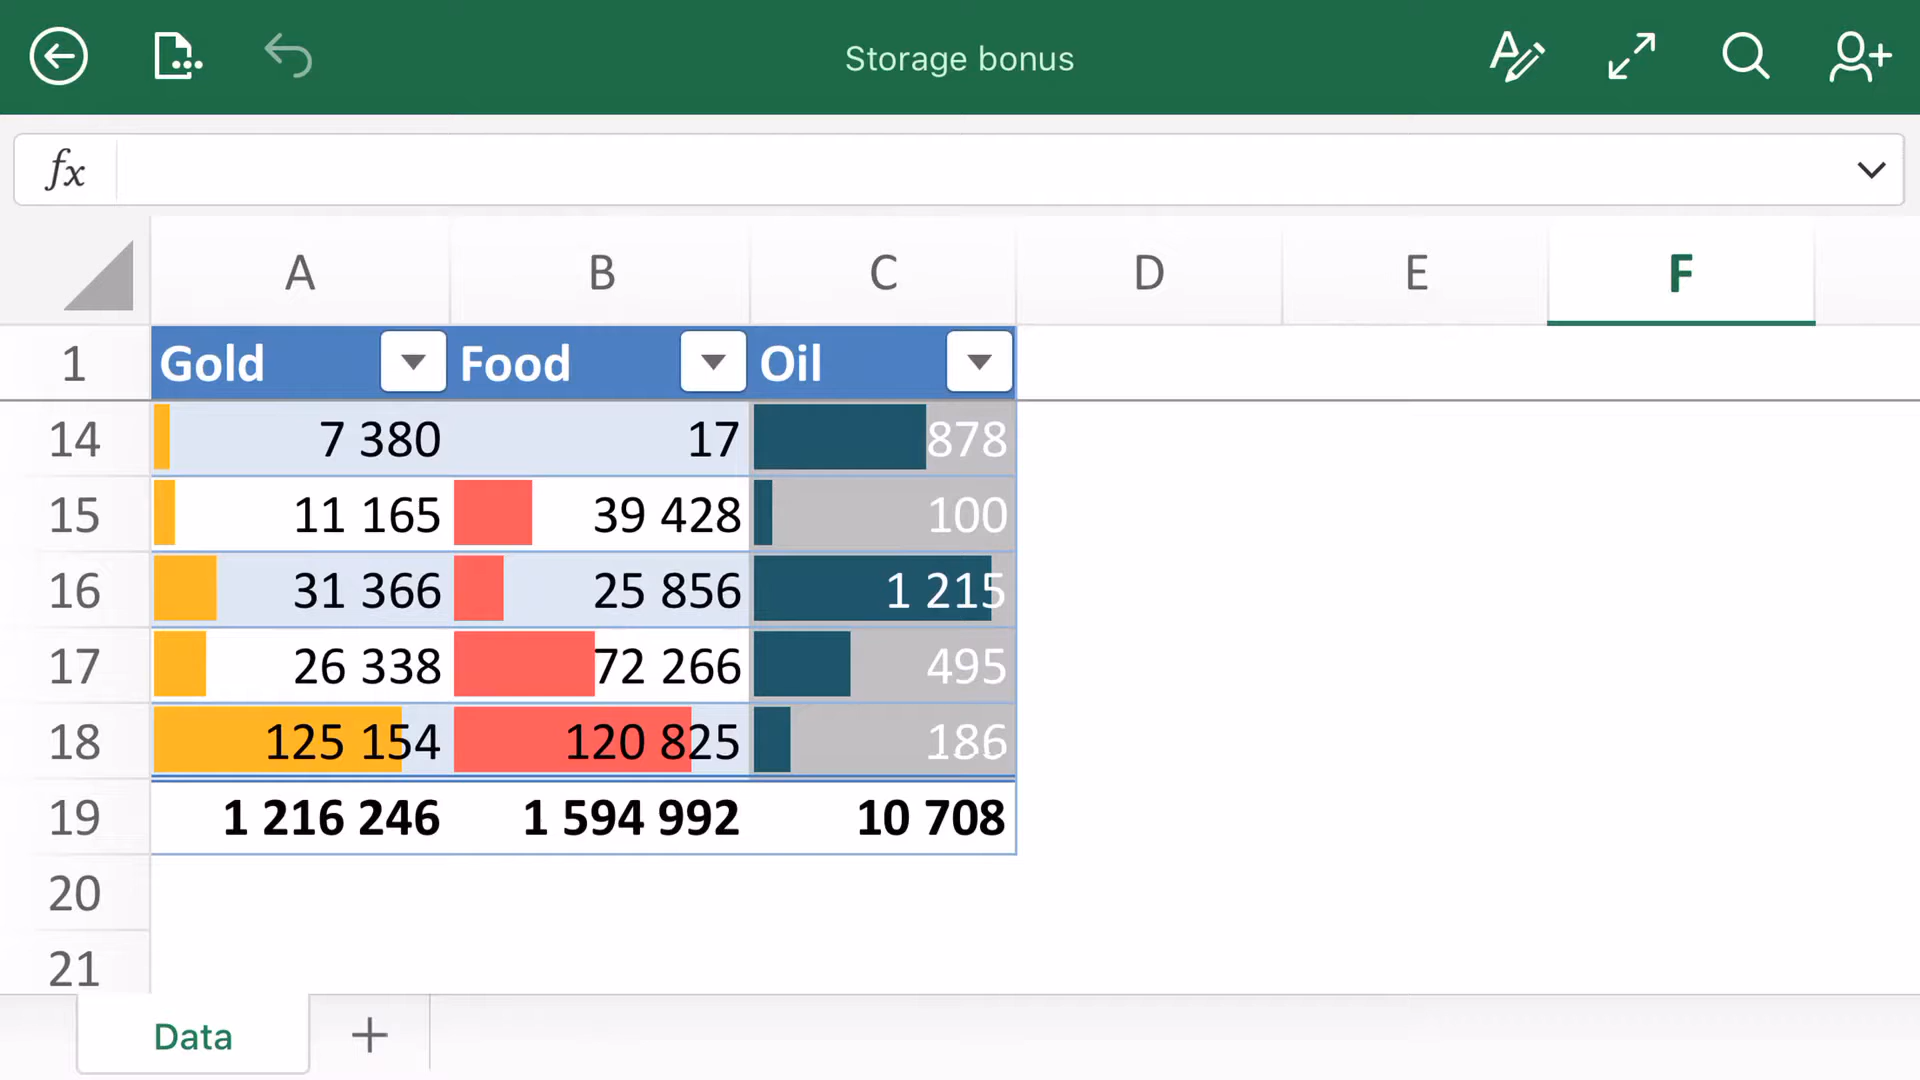 Storage bonus
fx
A B C D E F
1 Gold Food Oil
14 7 380 17 878
15 11 165 39 428 100
16 31 366 25 856 1 215
17 26 338 72 266 495
18 125 154 120 825 186
19 1 216 246 1 594 992 10 708
20
21
Data +